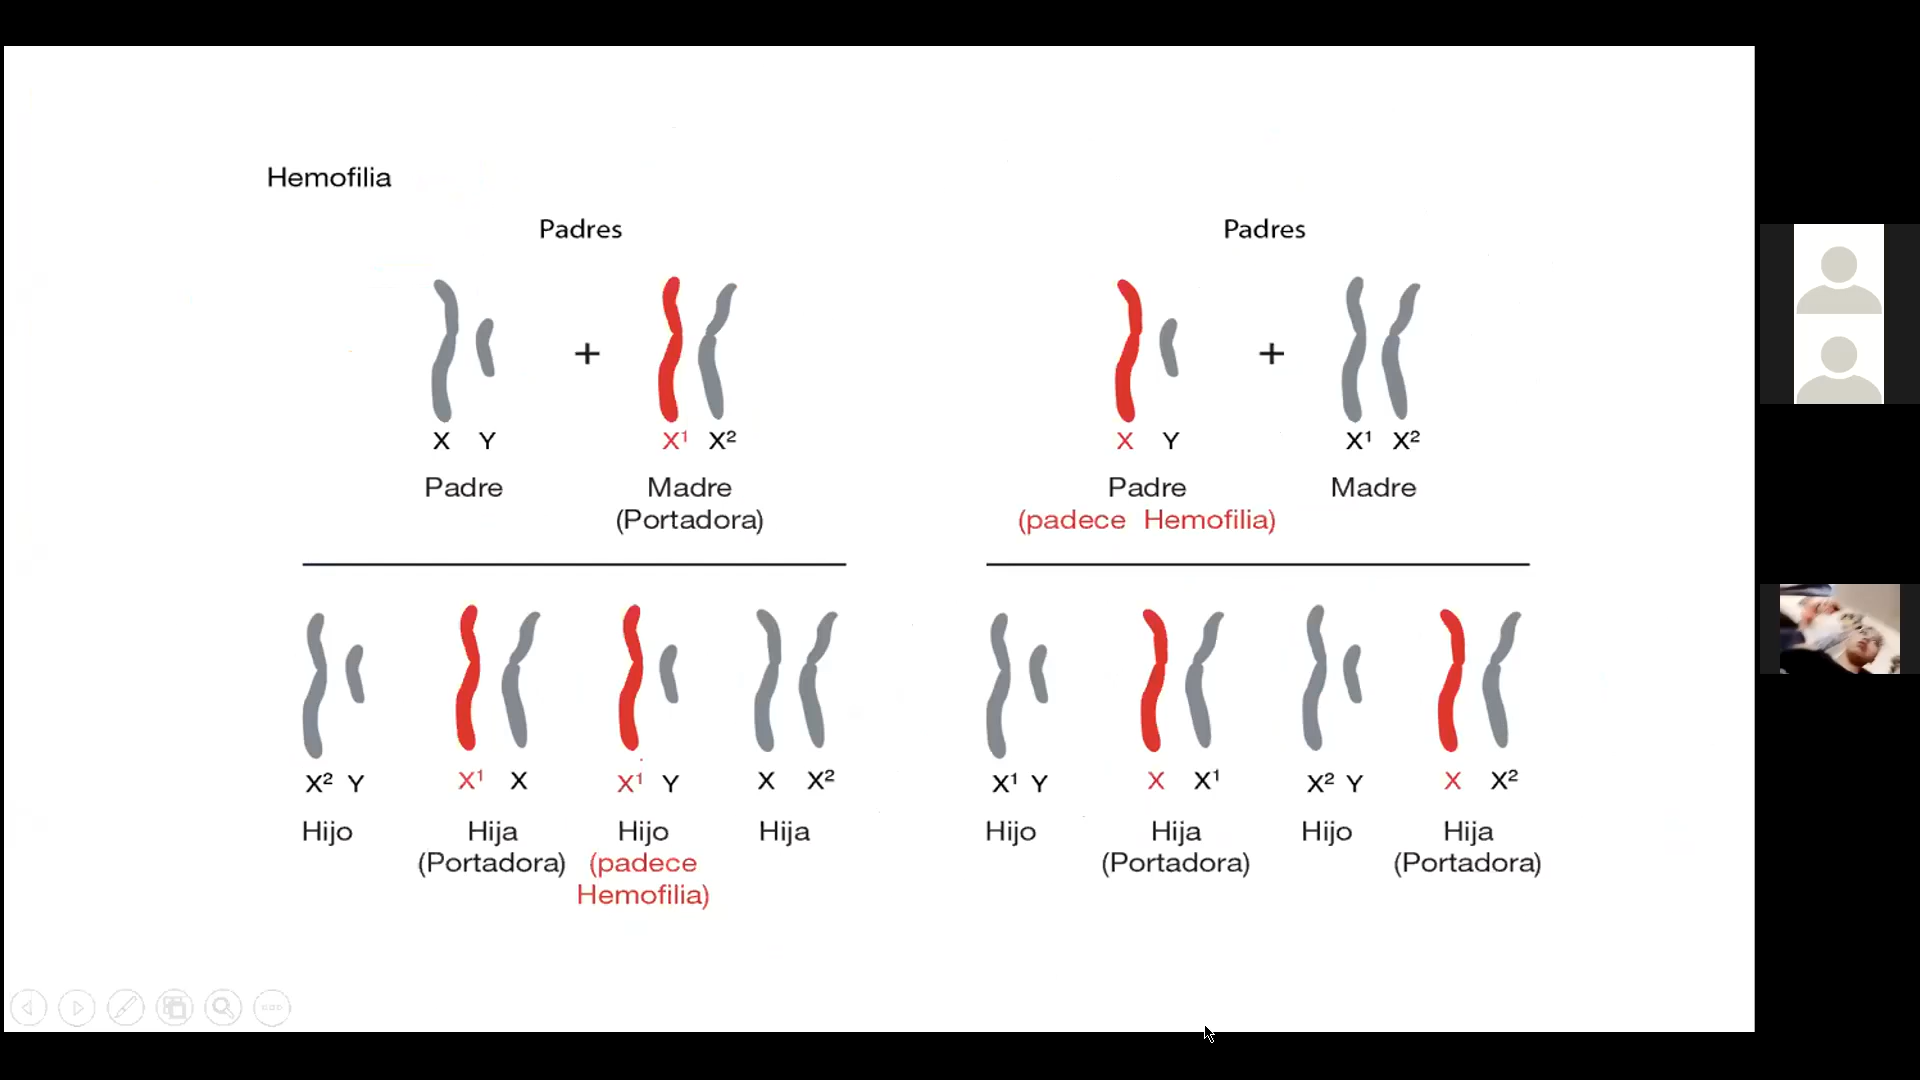 Hemofilia
Padres
Padres
+
+
X Y
X¹ X²
X Y
X¹ X²
Padre
Madre
(Portadora)
Padre
(padece Hemofilia)
Madre
X² Y
X¹ X
X¹ Y
X X²
X¹ Y
X X¹
X² Y
X X²
Hijo
Hija
(Portadora)
Hijo
(padece
Hemofilia)
Hija
Hijo
Hija
(Portadora)
Hijo
Hija
(Portadora)